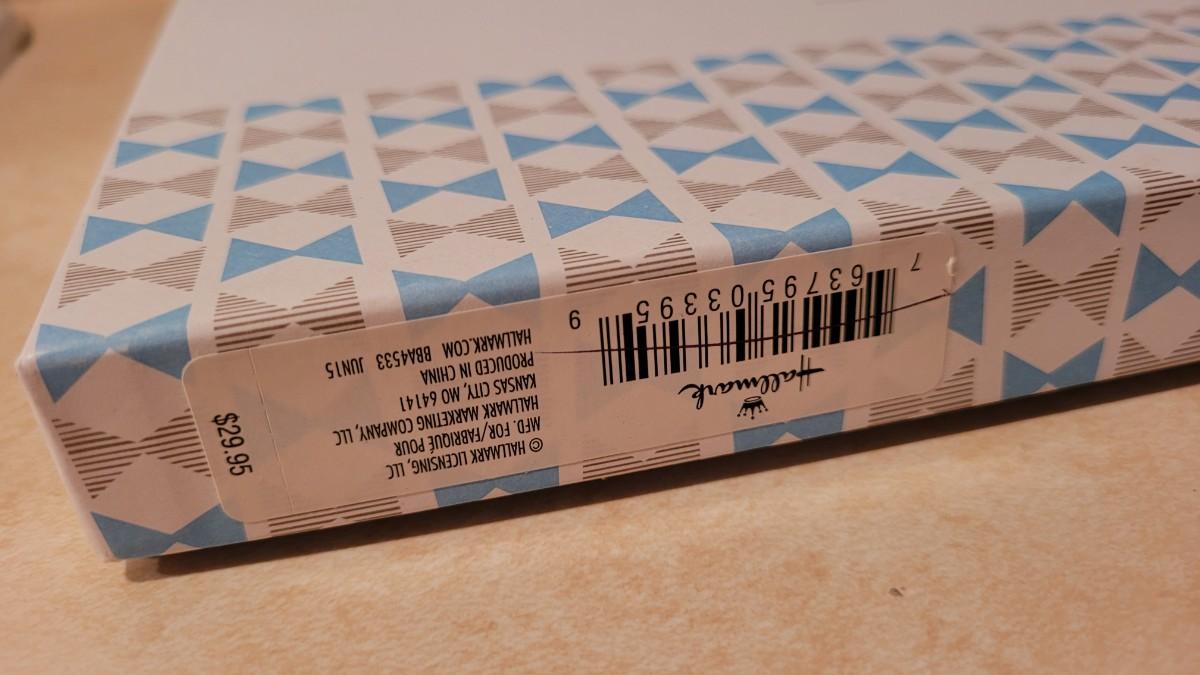 Hallmark
7 63795 03395 9
© HALLMARK LICENSING, LLC
MFD. FOR/FABRIQUÉ POUR
HALLMARK MARKETING COMPANY, LLC
KANSAS CITY, MO 64141
PRODUCED IN CHINA
HALLMARK.COM BBA4533 JUN15
$29.95